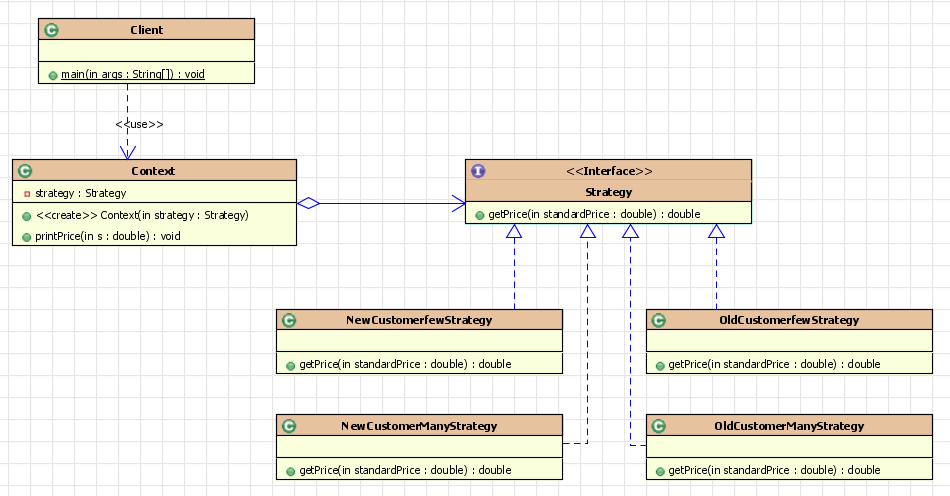 Client
main(in args : String[]) : void
<<use>>
Context
strategy : Strategy
<<create>> Context(in strategy : Strategy)
printPrice(in s : double) : void
<<Interface>>
Strategy
getPrice(in standardPrice : double) : double
NewCustomerfewStrategy
getPrice(in standardPrice : double) : double
OldCustomerfewStrategy
getPrice(in standardPrice : double) : double
NewCustomerManyStrategy
getPrice(in standardPrice : double) : double
OldCustomerManyStrategy
getPrice(in standardPrice : double) : double